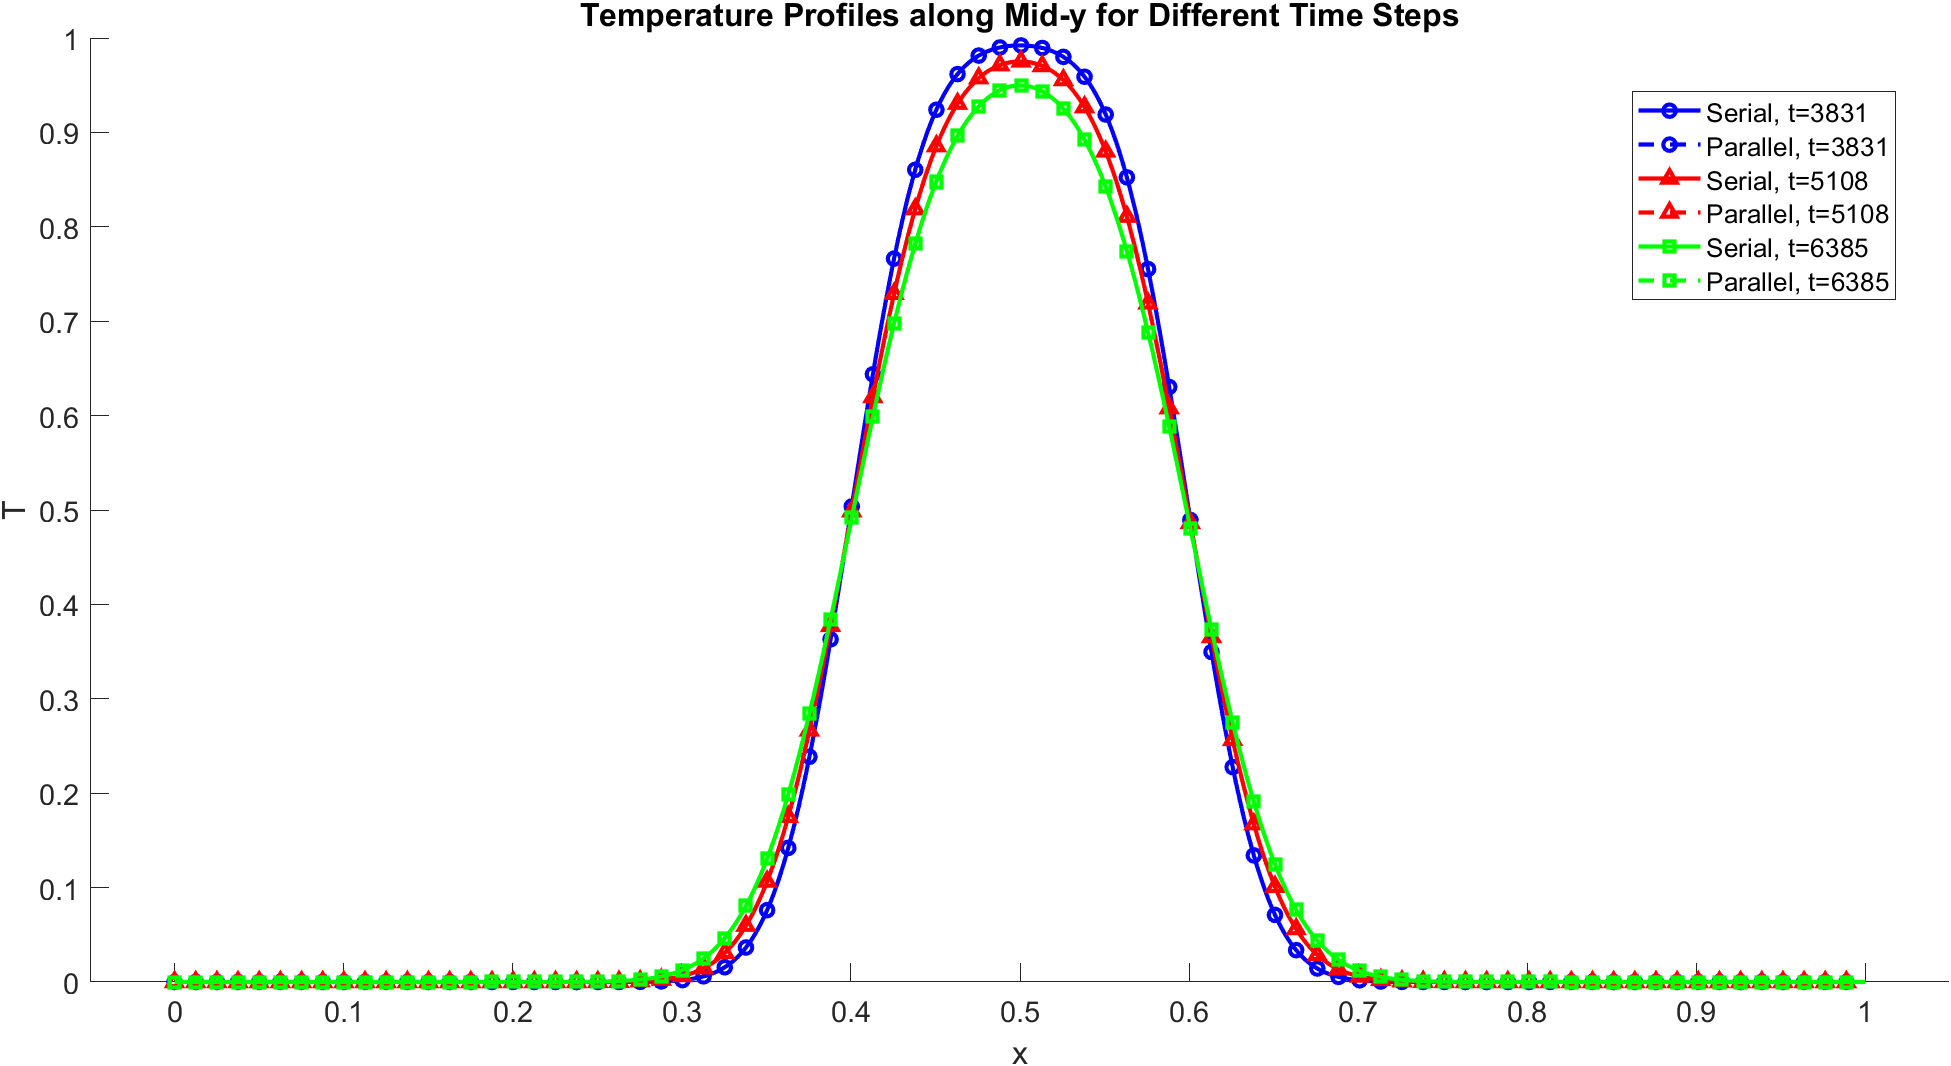 Temperature Profiles along Mid-y for Different Time Steps
1
0.9
0.8
0.7
0.6
0.5
0.4
0.3
0.2
0.1
0
T
Serial, t=3831
Parallel, t=3831
Serial, t=5108
Parallel, t=5108
Serial, t=6385
Parallel, t=6385
0 0.1 0.2 0.3 0.4 0.5 0.6 0.7 0.8 0.9 1
x